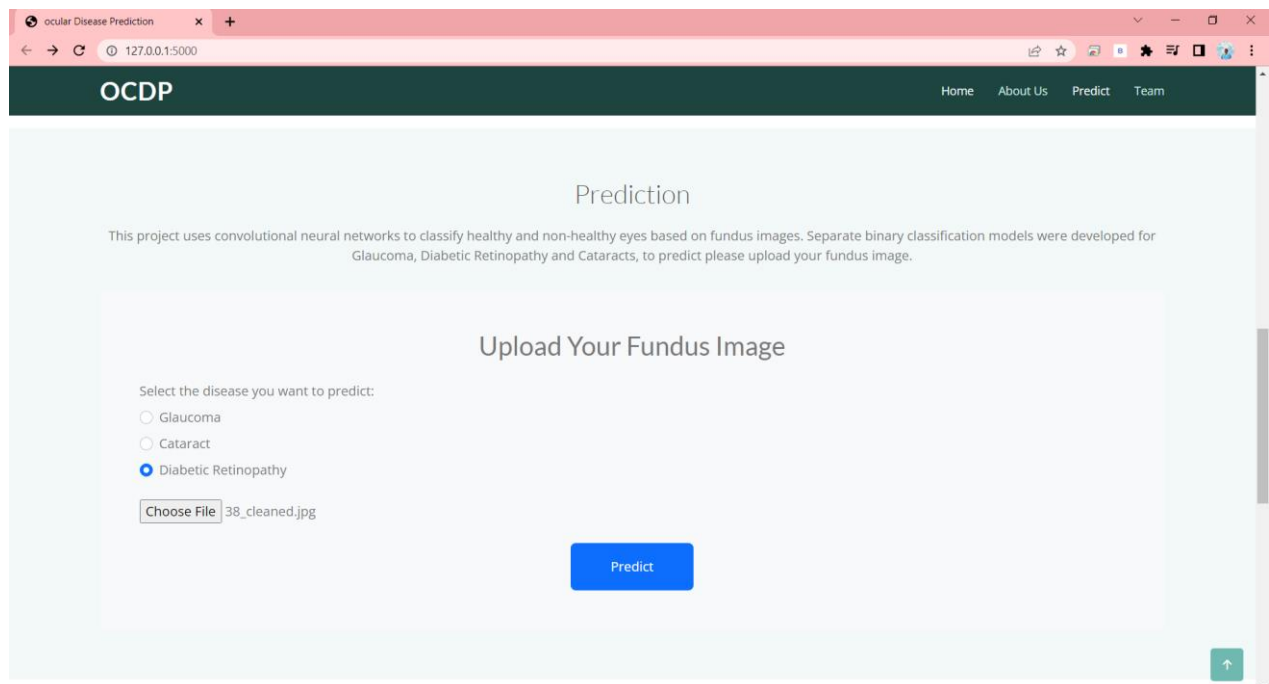 ocular Disease Prediction
127.0.0.1:5000
OCDP
Home About Us Predict Team
Prediction
This project uses convolutional neural networks to classify healthy and non-healthy eyes based on fundus images. Separate binary classification models were developed for
Glaucoma, Diabetic Retinopathy and Cataracts, to predict please upload your fundus image.
Upload Your Fundus Image
Select the disease you want to predict:
Glaucoma
Cataract
Diabetic Retinopathy
Choose File 38_cleaned.jpg
Predict